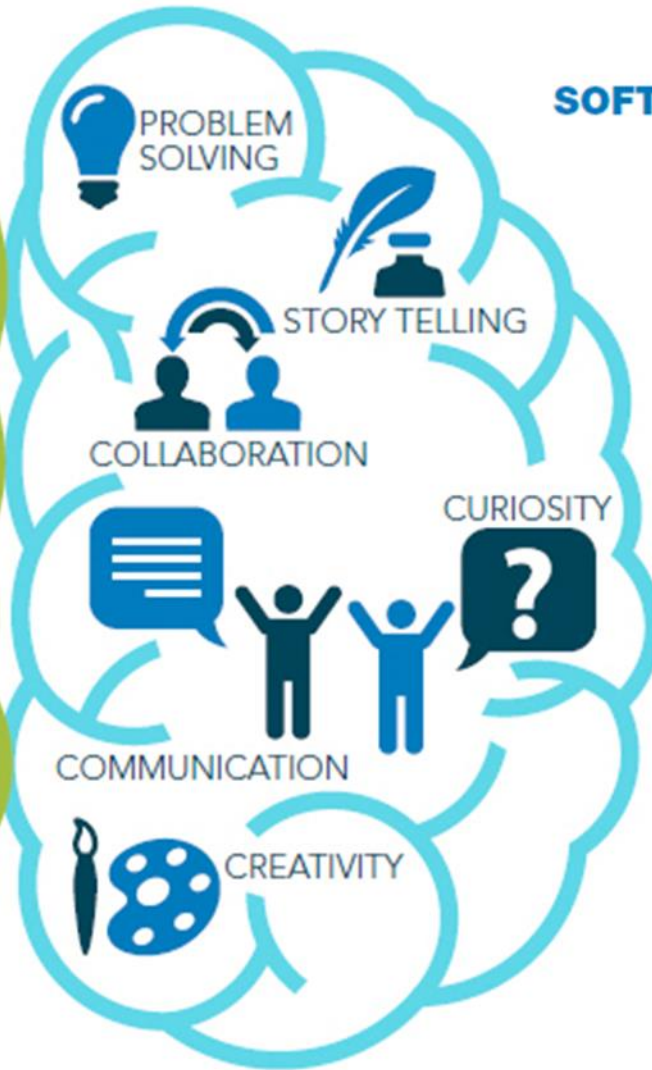 SOFT
PROBLEM
SOLVING
STORY TELLING
COLLABORATION
CURIOSITY
?
COMMUNICATION
CREATIVITY